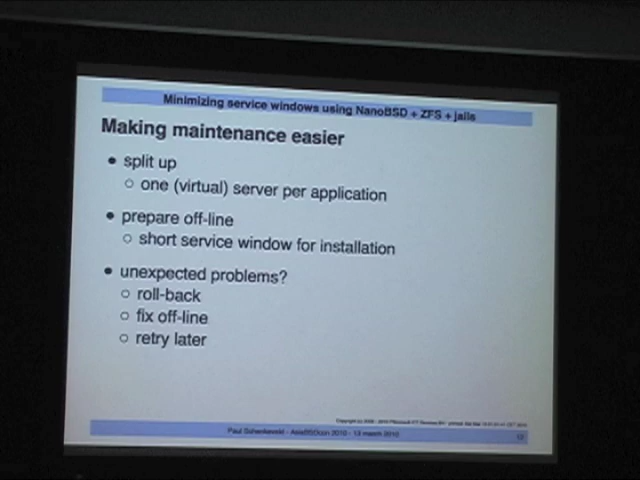 Minimizing service windows using NanoBSD + ZFS + jails
Making maintenance easier
• split up
○ one (virtual) server per application
• prepare off-line
○ short service window for installation
• unexpected problems?
○ roll-back
○ fix off-line
○ retry later
Paul Schenkeveld - AsiaBSDcon 2010 - 13 march 2010